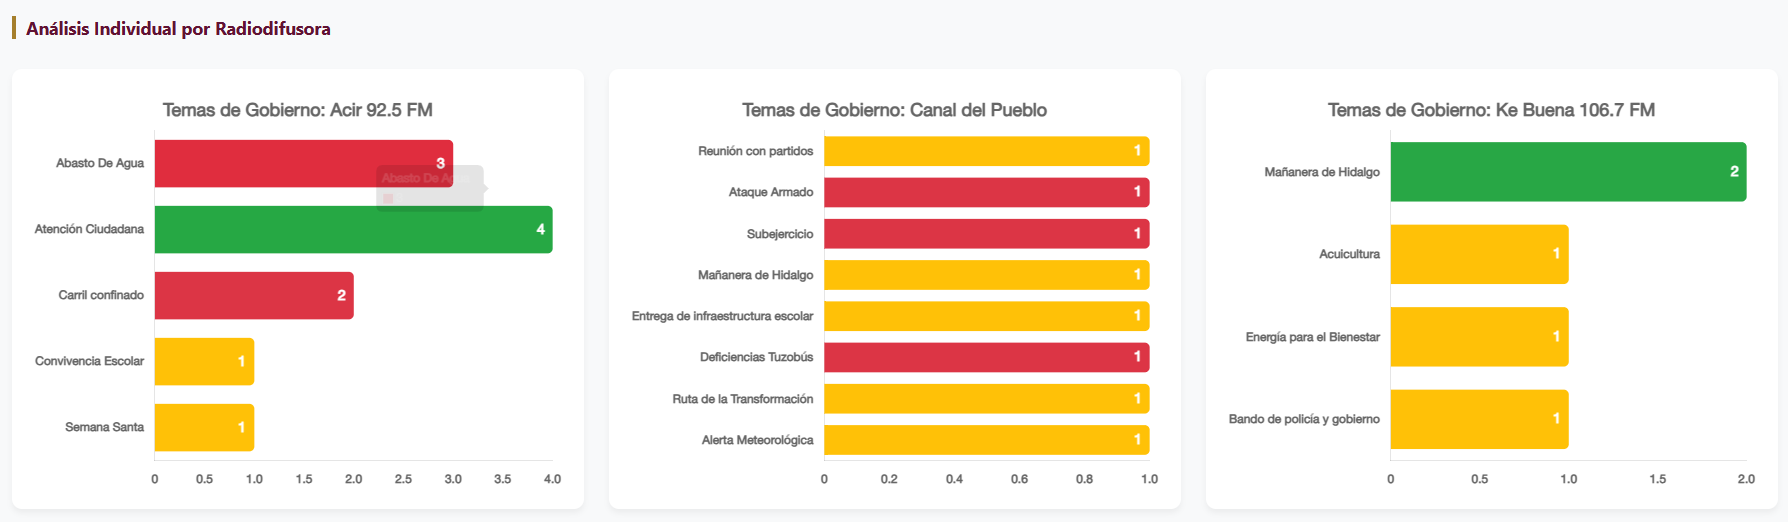 Análisis Individual por Radiodifusora
Temas de Gobierno: Acir 92.5 FM
Abasto De Agua
3
Abasto De Agua
Atención Ciudadana
4
Carril confinado
2
Convivencia Escolar
1
Semana Santa
1
0 0.5 1.0 1.5 2.0 2.5 3.0 3.5 4.0
Temas de Gobierno: Canal del Pueblo
Reunión con partidos
1
Ataque Armado
1
Subejercicio
1
Mañanera de Hidalgo
1
Entrega de infraestructura escolar
1
Deficiencias Tuzobús
1
Ruta de la Transformación
1
Alerta Meteorológica
1
0 0.2 0.4 0.6 0.8 1.0
Temas de Gobierno: Ke Buena 106.7 FM
Mañanera de Hidalgo
2
Acuicultura
1
Energía para el Bienestar
1
Bando de policía y gobierno
1
0 0.5 1.0 1.5 2.0